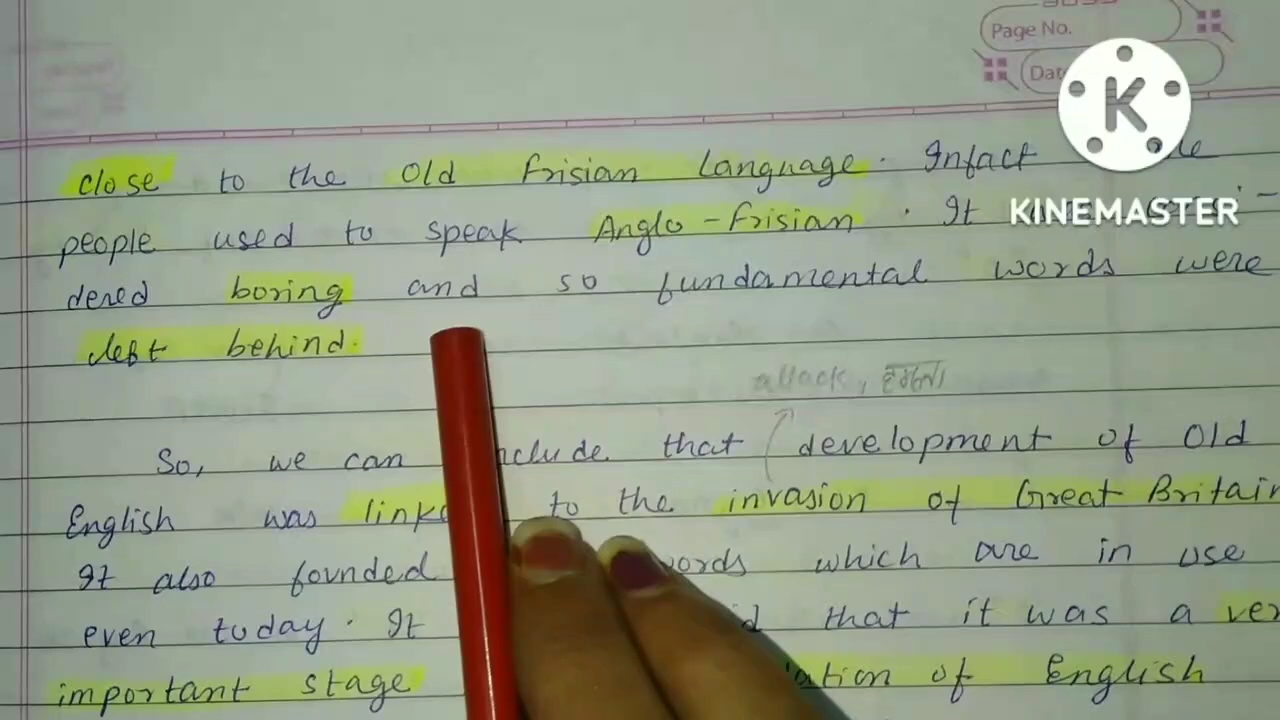 Page No.
Dat
K
KINEMASTER
close to the Old Frisian Language. Infact
people used to speak Anglo-Frisian. It
dered boring and so fundamental words were
left behind.
attack, हमला
So, we can nclude that development of Old
English was link to the invasion of Great Britain
It also founded words which are in use
even today. It that it was a ver
important stage ation of English